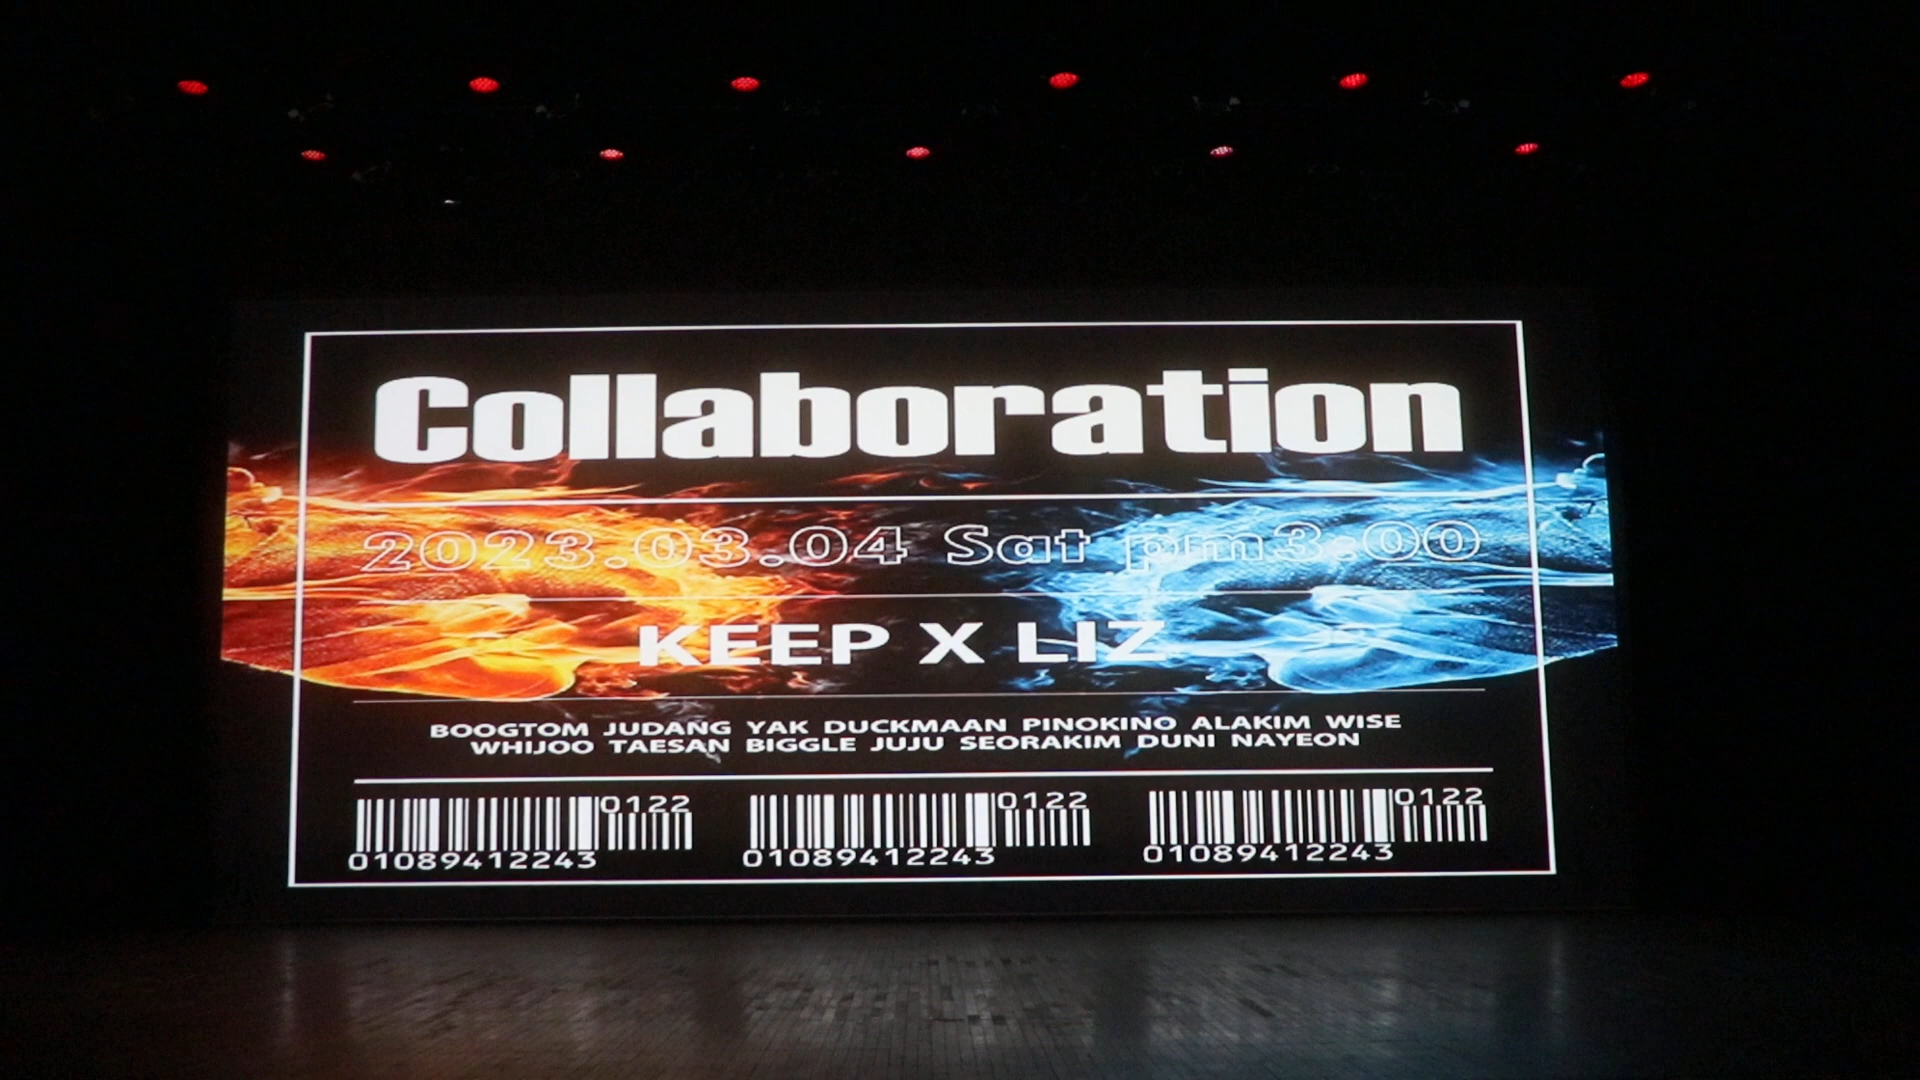 Collaboration
2023.03.04 Sat pm3:00
KEEP X LIZ
BOOGTOM JUDANG YAK DUCKMAAN PINOKINO ALAKIM WISE
WHIJOO TAESAN BIGGLE JUJU SEORAKIM DUNI NAYEON
0122 0122 0122
01089412243 01089412243 01089412243